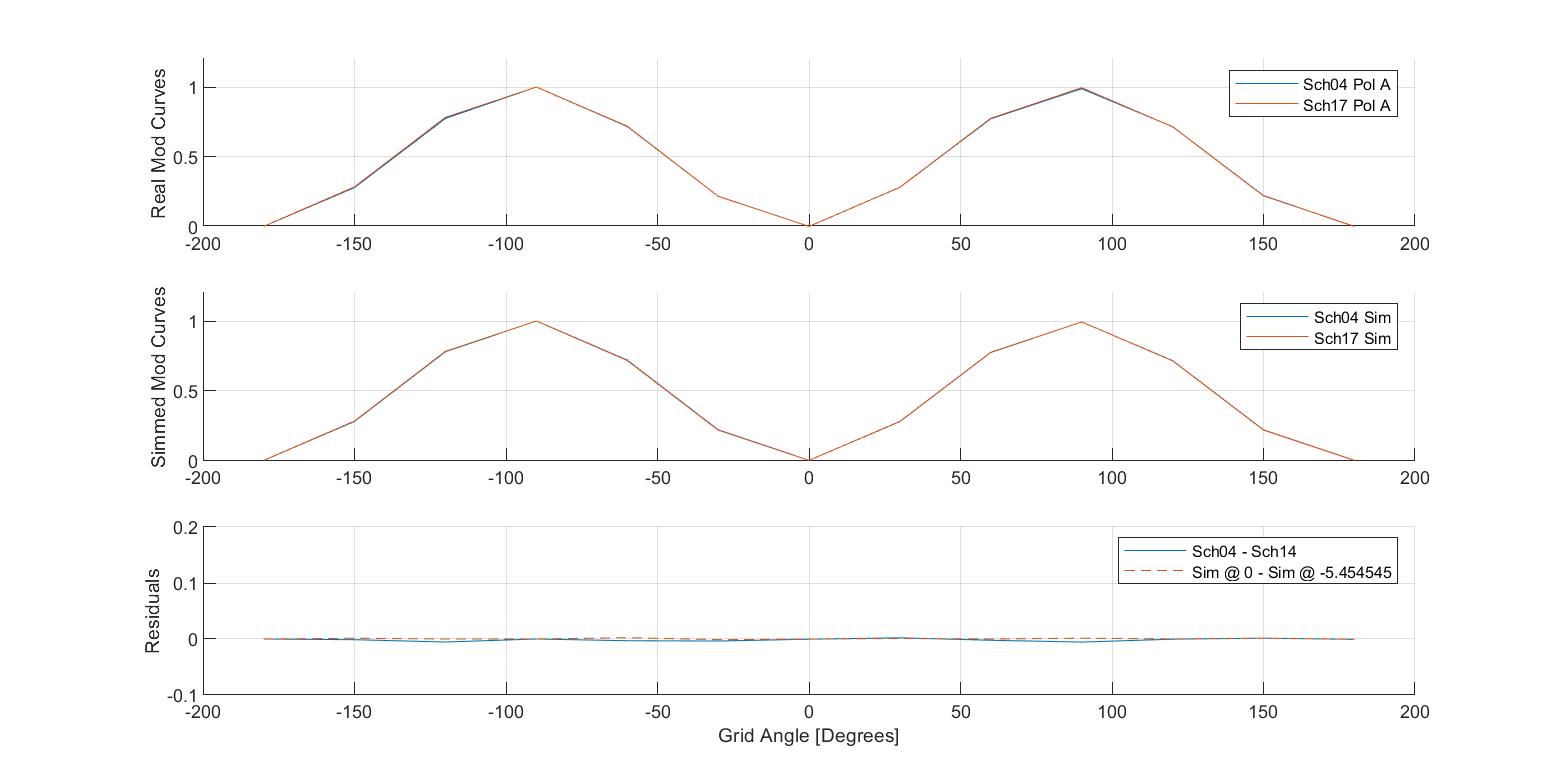 Real Mod Curves
1
0.5
0
-200 -150 -100 -50 0 50 100 150 200
Sch04 Pol A
Sch17 Pol A
Simmed Mod Curves
1
0.5
0
-200 -150 -100 -50 0 50 100 150 200
Sch04 Sim
Sch17 Sim
Residuals
0.2
0.1
0
-0.1
-200 -150 -100 -50 0 50 100 150 200
Sch04 - Sch14
Sim @ 0 - Sim @ -5.454545
Grid Angle [Degrees]